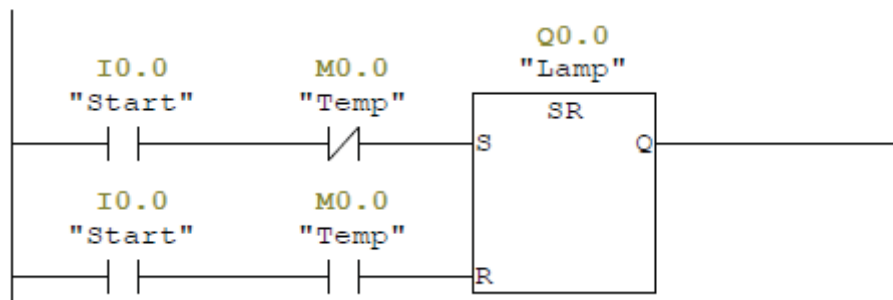 Q0.0
"Lamp"
I0.0 M0.0
"Start" "Temp"
SR
S Q
I0.0 M0.0
"Start" "Temp"
R